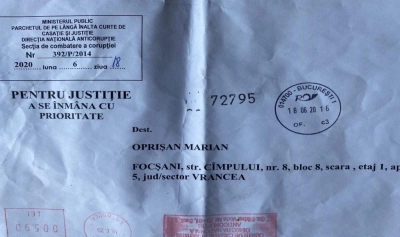 MINISTERUL PUBLIC
PARCHETUL DE PE LÂNGĂ ÎNALTA CURTE DE
CASAȚIE ȘI JUSTIȚIE
DIRECȚIA NAȚIONALĂ ANTICORUPȚIE
Secția de combatere a corupției
Nr 392/P/2014
2020 luna 6 ziua 18
PENTRU JUSTIȚIE
A SE ÎNMÂNA CU
PRIORITATE
72795
BUCUREȘTI 1
18 06 20 16
OF. c3
Dest.
OPRIȘAN MARIAN
FOCȘANI, str. CÎMPULUI, nr. 8, bloc 8, scara , etaj 1, ap
5, jud/sector VRANCEA
LEI